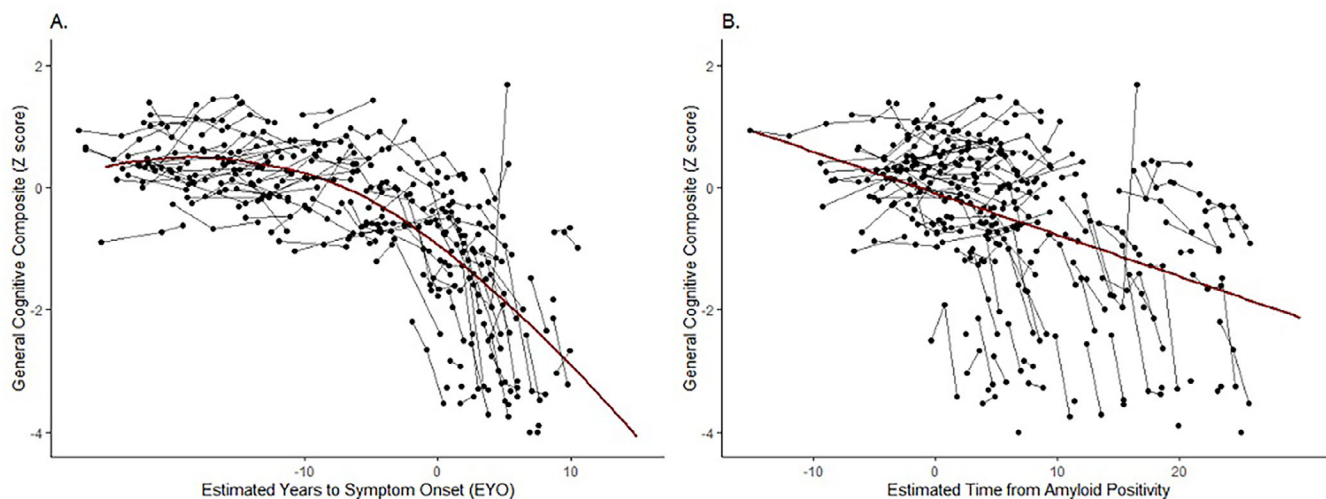 A.
General Cognitive Composite (Z score)
2
0
-2
-4
-10
0
10
Estimated Years to Symptom Onset (EYO)
B.
General Cognitive Composite (Z score)
2
0
-2
-4
-10
0
10
20
Estimated Time from Amyloid Positivity